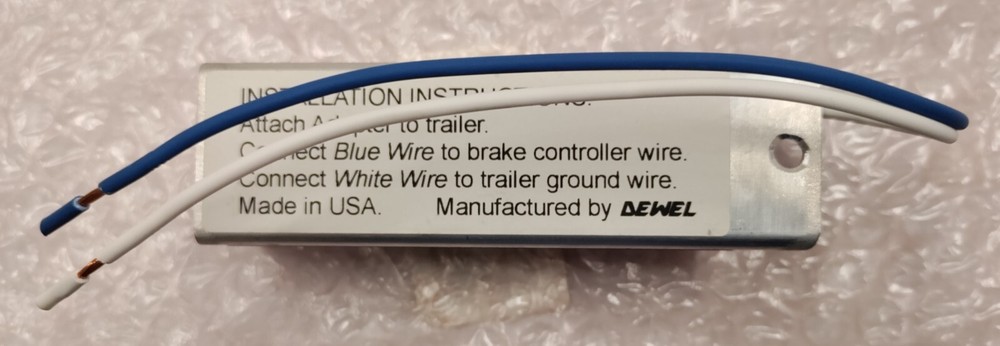 INSTALLATION INSTRUCTIONS:
Attach Adapter to trailer.
Connect Blue Wire to brake controller wire.
Connect White Wire to trailer ground wire.
Made in USA. Manufactured by DEWEL